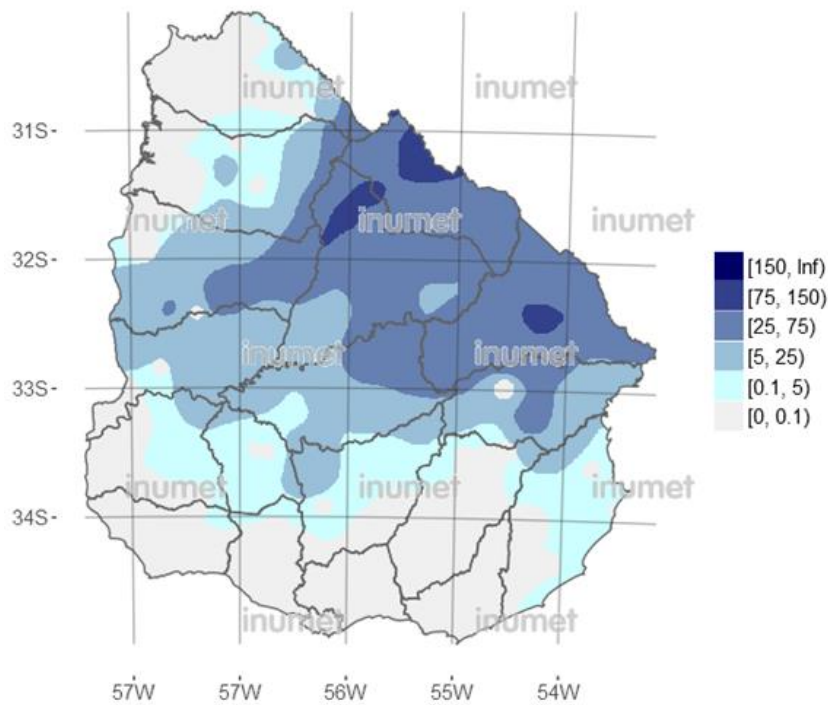 inumet inumet
31S-
inumet inumet inumet
32S-
[150, Inf)
[75, 150)
[25, 75)
[5, 25)
[0.1, 5)
[0, 0.1)
inumet inumet
33S-
inumet inumet inumet
34S-
inumet inumet
57W 57W 56W 55W 54W